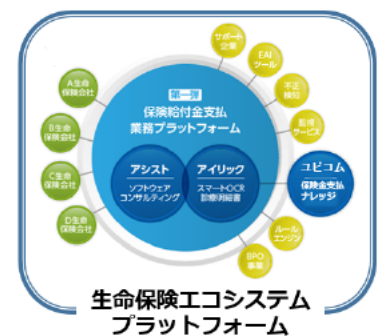 サポート
企業
EAI
ツール
不正
検知
監視
サービス
A生命
保険会社
B生命
保険会社
C生命
保険会社
D生命
保険会社
第一弾
保険給付金支払
業務プラットフォーム
アシスト
ソフトウェア
コンサルティング
アイリック
スマートOCR
診療明細書
ユビコム
保険金支払
ナレッジ
ルール
エンジン
BPO
事業
生命保険エコシステム
プラットフォーム